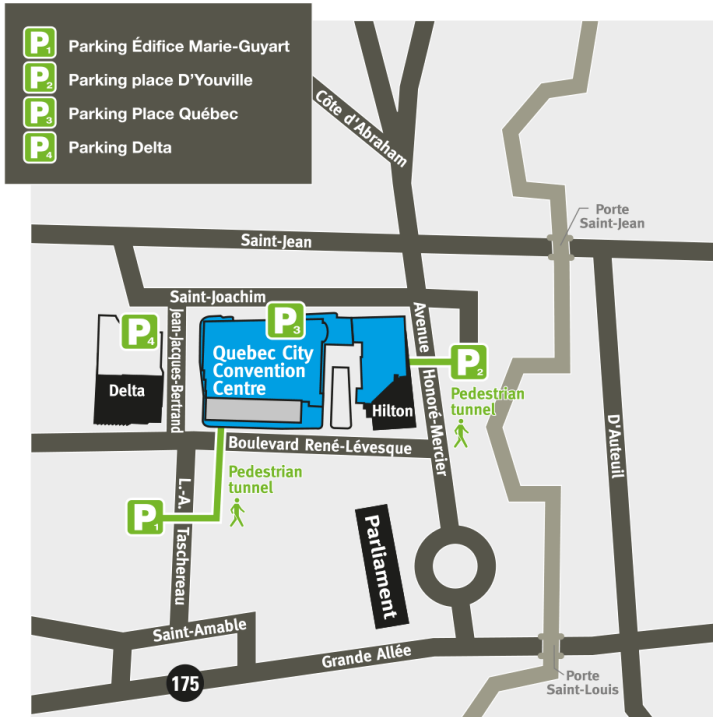 P1 Parking Édifice Marie-Guyart
P2 Parking place D'Youville
P3 Parking Place Québec
P4 Parking Delta
Côte d'Abraham
Porte
Saint-Jean
Saint-Jean
Saint-Joachim
Jean-Jacques-Bertrand
P4
P3
Avenue Honoré-Mercier
Quebec City
Convention
Centre
P2
Delta
Hilton
Pedestrian
tunnel
D'Auteuil
Boulevard René-Lévesque
Pedestrian
tunnel
L.-A. Taschereau
P1
Parliament
Saint-Amable
Grande Allée
175
Porte
Saint-Louis